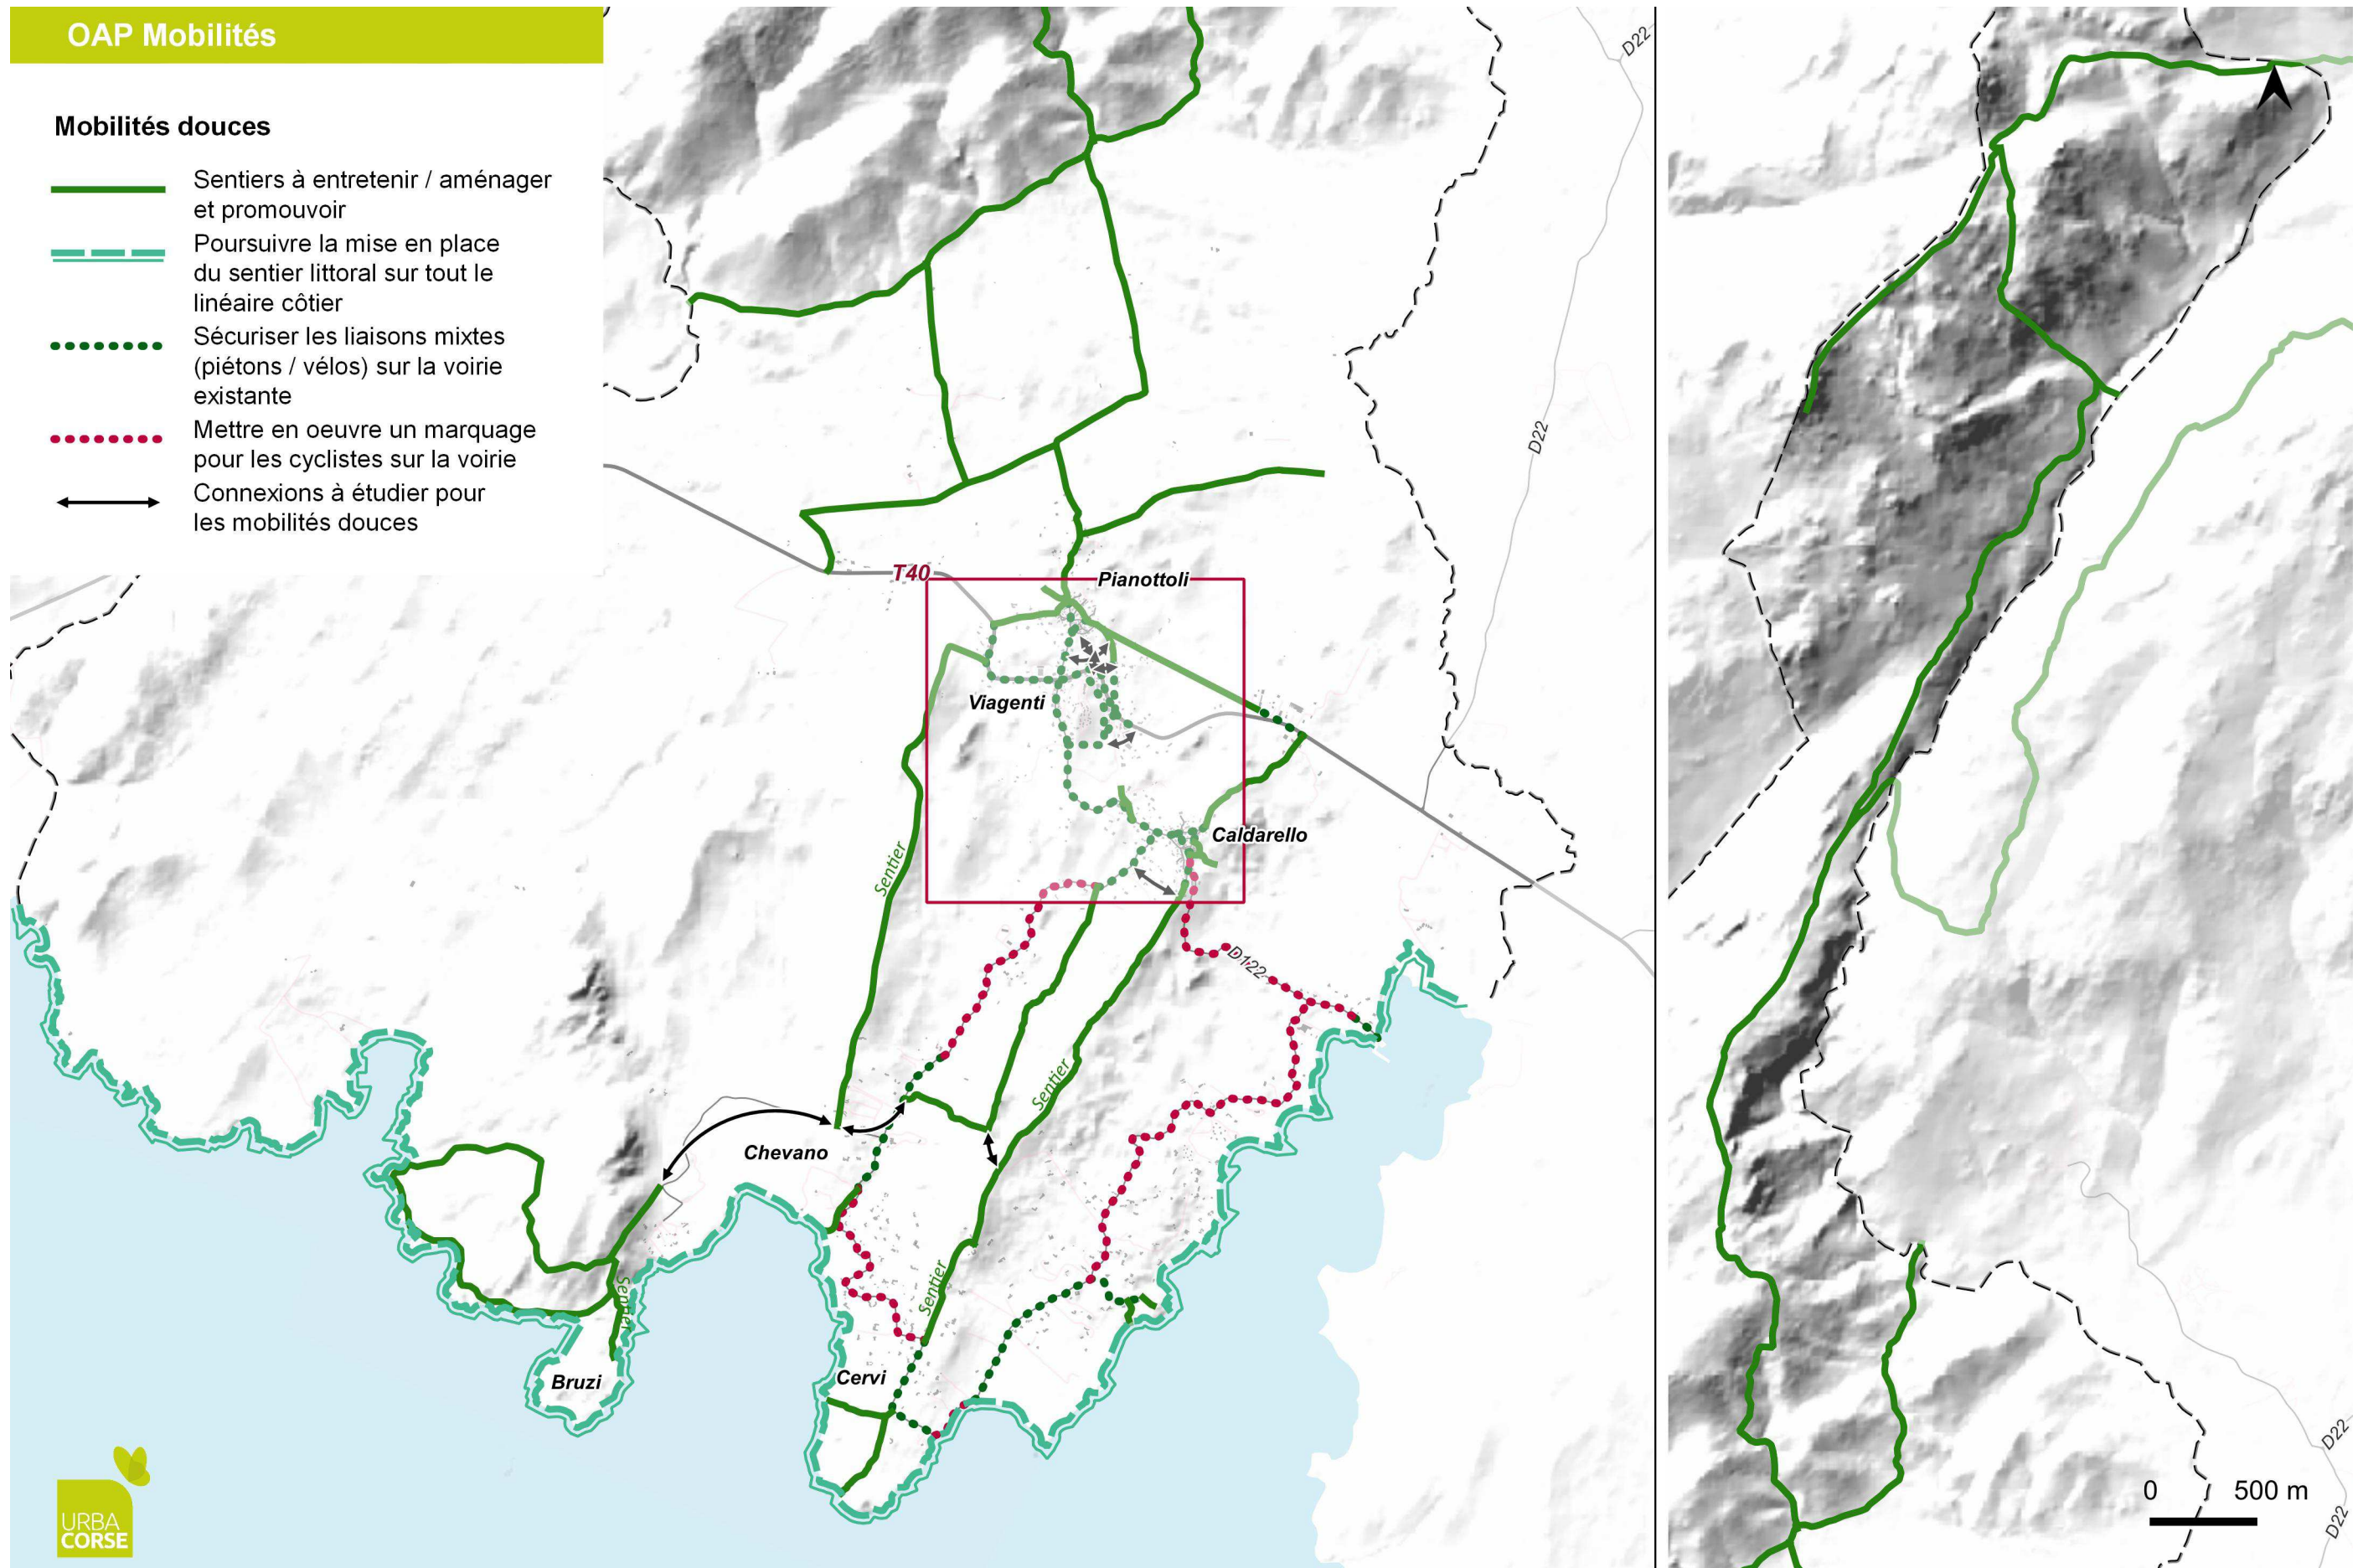 OAP Mobilités
Mobilités douces
Sentiers à entretenir / aménager
et promouvoir
Poursuivre la mise en place
du sentier littoral sur tout le
linéaire côtier
Sécuriser les liaisons mixtes
(piétons / vélos) sur la voirie
existante
Mettre en oeuvre un marquage
pour les cyclistes sur la voirie
Connexions à étudier pour
les mobilités douces
D22
D22
T40
Pianottoli
Viagenti
Caldarello
Sentier
D122
Sentier
Chevano
Sentier
Sentier
Cervi
Bruzi
URBA
CORSE
D22
0 500 m
D22